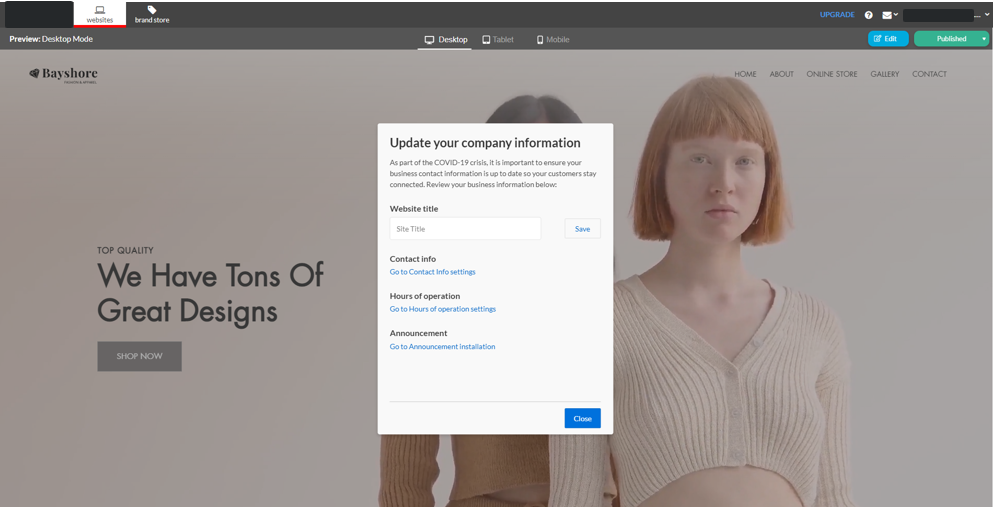 websites
brand store
UPGRADE
Preview: Desktop Mode
Desktop
Tablet
Mobile
Edit
Published
Bayshore
HOME ABOUT ONLINE STORE GALLERY CONTACT
Update your company information
As part of the COVID-19 crisis, it is important to ensure your
business contact information is up to date so your customers stay
connected. Review your business information below:
Website title
Site Title
Save
Contact info
Go to Contact Info settings
Hours of operation
Go to Hours of operation settings
Announcement
Go to Announcement installation
Close
TOP QUALITY
We Have Tons Of
Great Designs
SHOP NOW